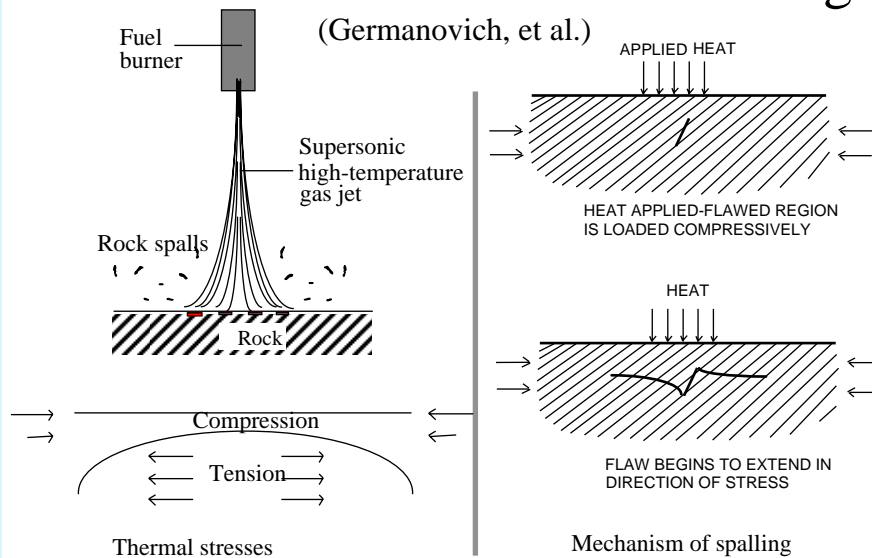 (Germanovich, et al.)
Fuel
burner
Supersonic
high-temperature
gas jet
Rock spalls
Rock
Compression
Tension
Thermal stresses
APPLIED HEAT
HEAT APPLIED-FLAWED REGION
IS LOADED COMPRESSIVELY
HEAT
FLAW BEGINS TO EXTEND IN
DIRECTION OF STRESS
Mechanism of spalling